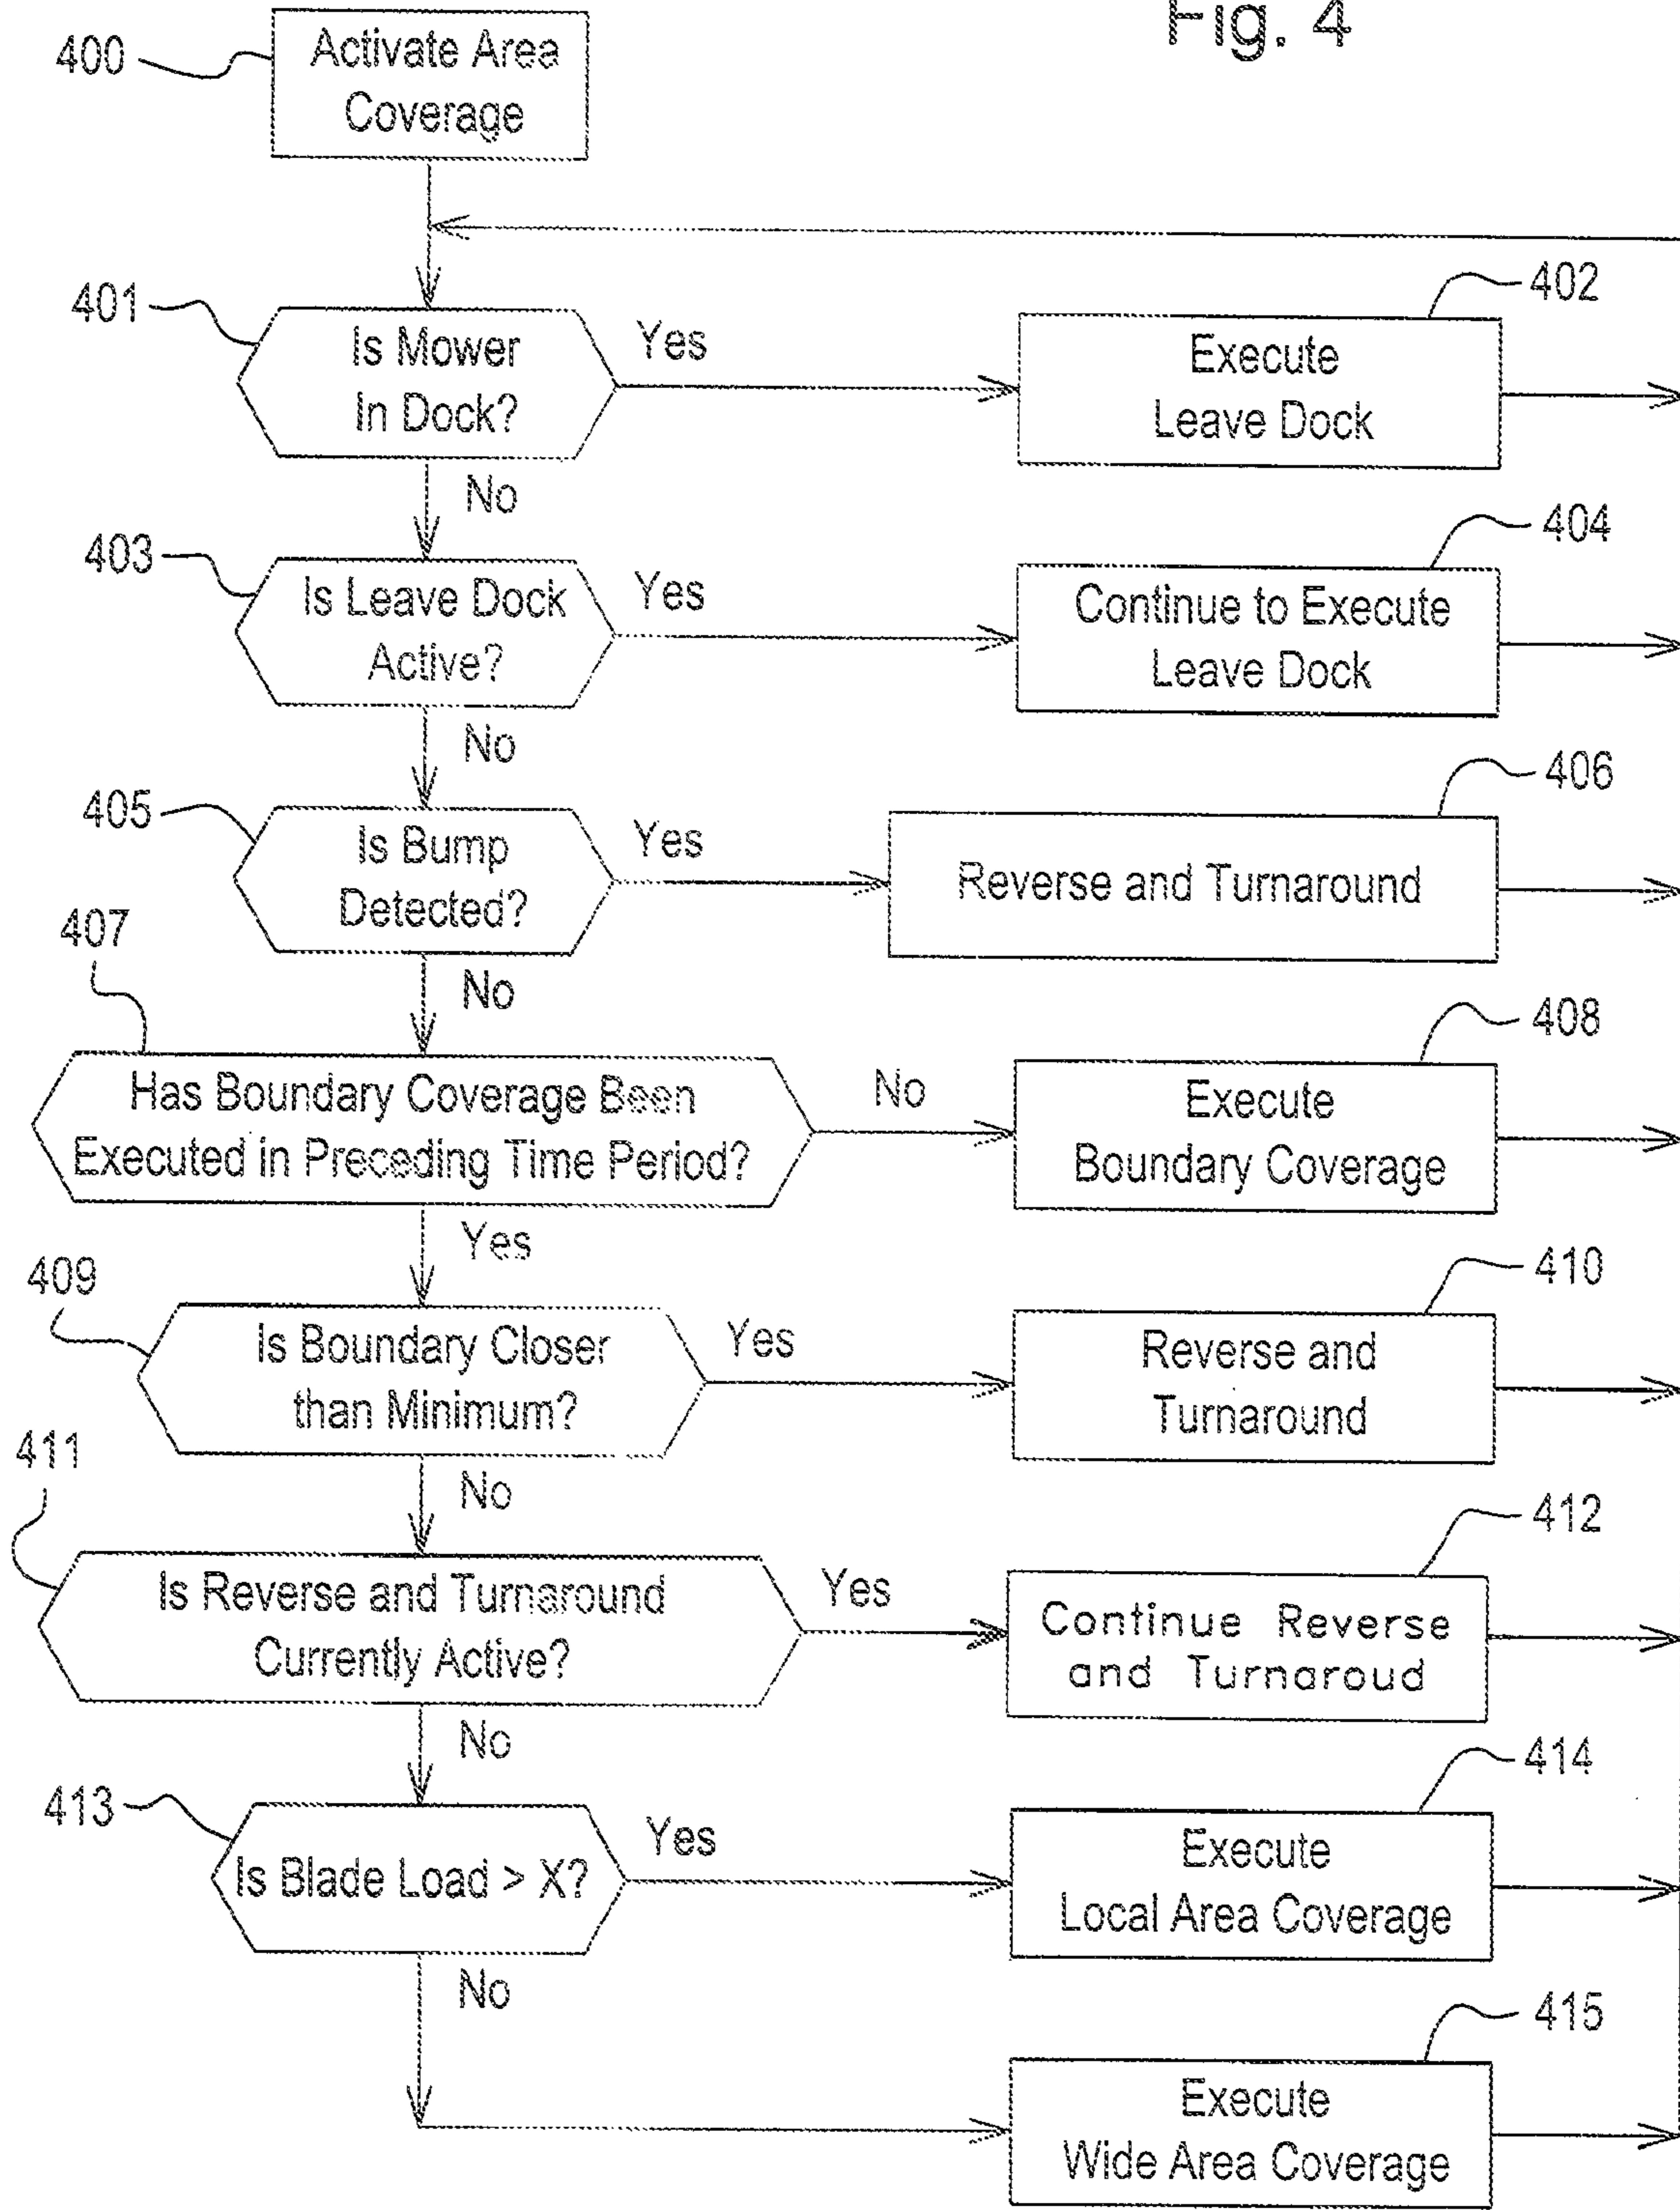 Fig. 4
400
Activate Area
Coverage
401
Is Mower
In Dock?
Yes
402
Execute
Leave Dock
No
403
Is Leave Dock
Active?
Yes
404
Continue to Execute
Leave Dock
No
405
Is Bump
Detected?
Yes
406
Reverse and Turnaround
No
407
Has Boundary Coverage Been
Executed in Preceding Time Period?
No
408
Execute
Boundary Coverage
Yes
409
Is Boundary Closer
than Minimum?
Yes
410
Reverse and
Turnaround
No
411
Is Reverse and Turnaround
Currently Active?
Yes
412
Continue Reverse
and Turnaroud
No
413
Is Blade Load > X?
Yes
414
Execute
Local Area Coverage
No
415
Execute
Wide Area Coverage